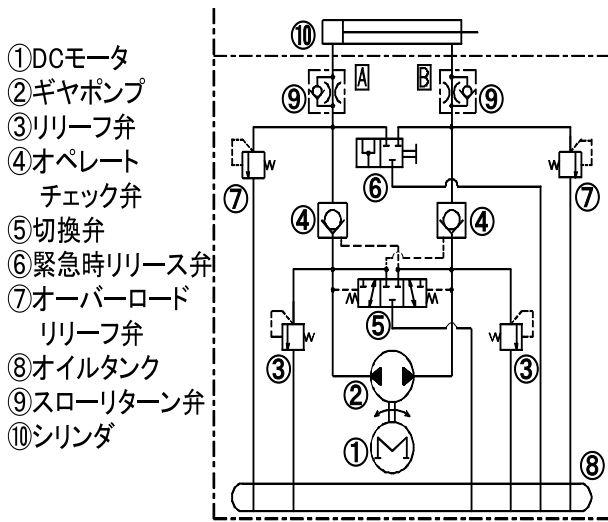 ①DCモータ
②ギヤポンプ
③リリーフ弁
④オペレート
チェック弁
⑤切換弁
⑥緊急時リリース弁
⑦オーバーロード
リリーフ弁
⑧オイルタンク
⑨スローリターン弁
⑩シリンダ
⑩
A
B
⑨
⑨
⑥
⑦
⑦
④
④
⑤
③
③
②
①
M
⑧